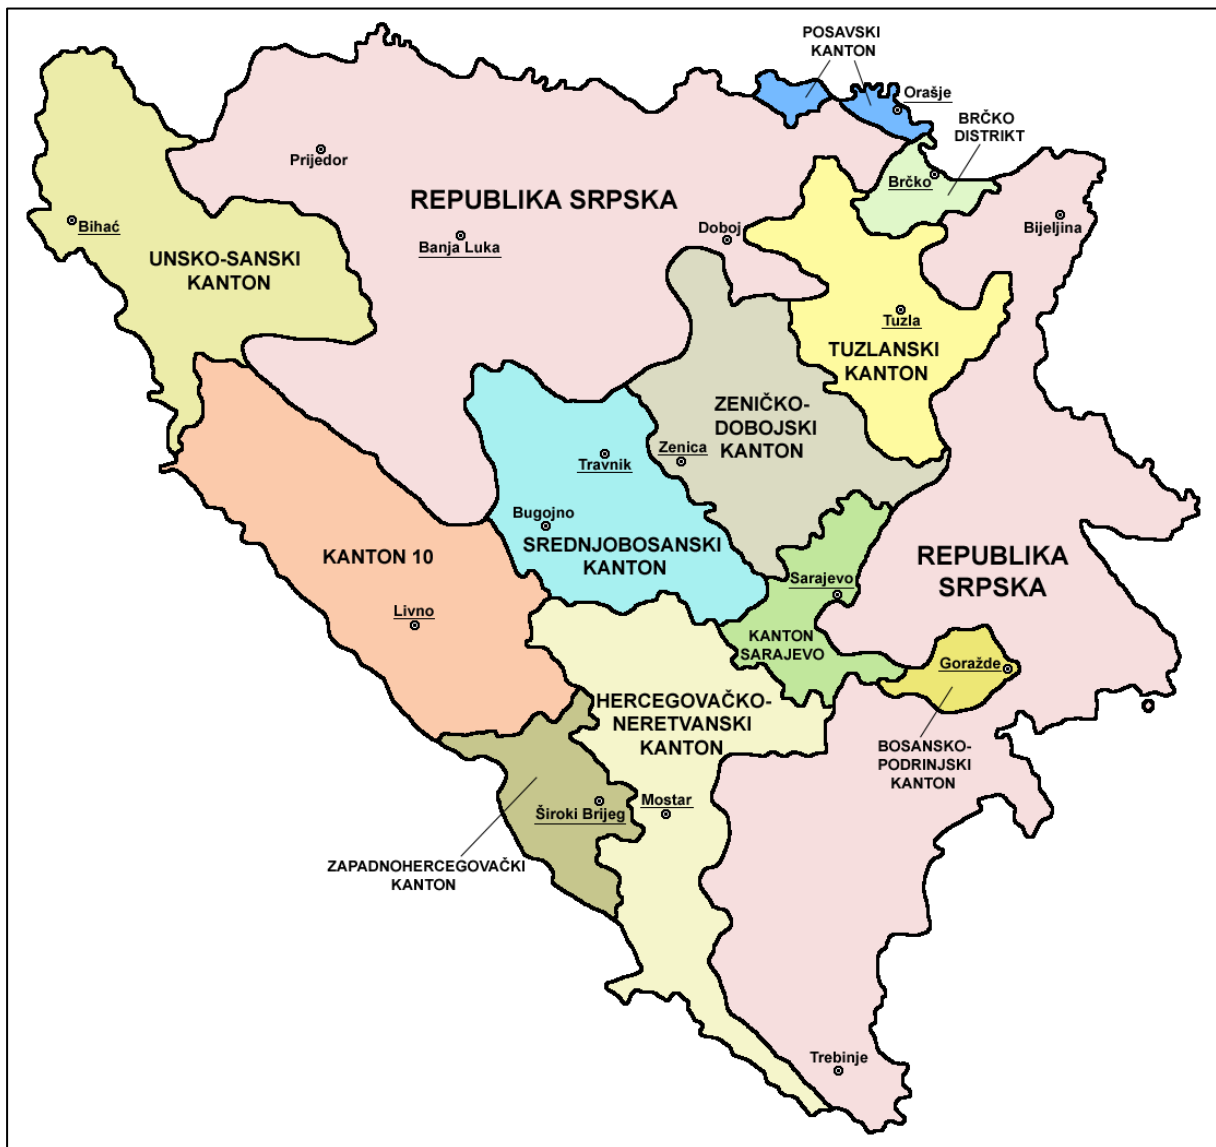 POSAVSKI
KANTON
Orašje
BRČKO
DISTRIKT
Prijedor
Brčko
REPUBLIKA SRPSKA
Bihać
Doboj
Bijeljina
Banja Luka
UNSKO-SANSKI
KANTON
Tuzla
TUZLANSKI
KANTON
ZENIČKO-
DOBOJSKI
KANTON
Zenica
Travnik
Bugojno
SREDNJOBOSANSKI
KANTON
KANTON 10
REPUBLIKA
SRPSKA
Sarajevo
Livno
KANTON
SARAJEVO
Goražde
HERCEGOVAČKO-
NERETVANSKI
KANTON
BOSANSKO-
PODRINJSKI
KANTON
Mostar
Široki Brijeg
ZAPADNOHERCEGOVAČKI
KANTON
Trebinje